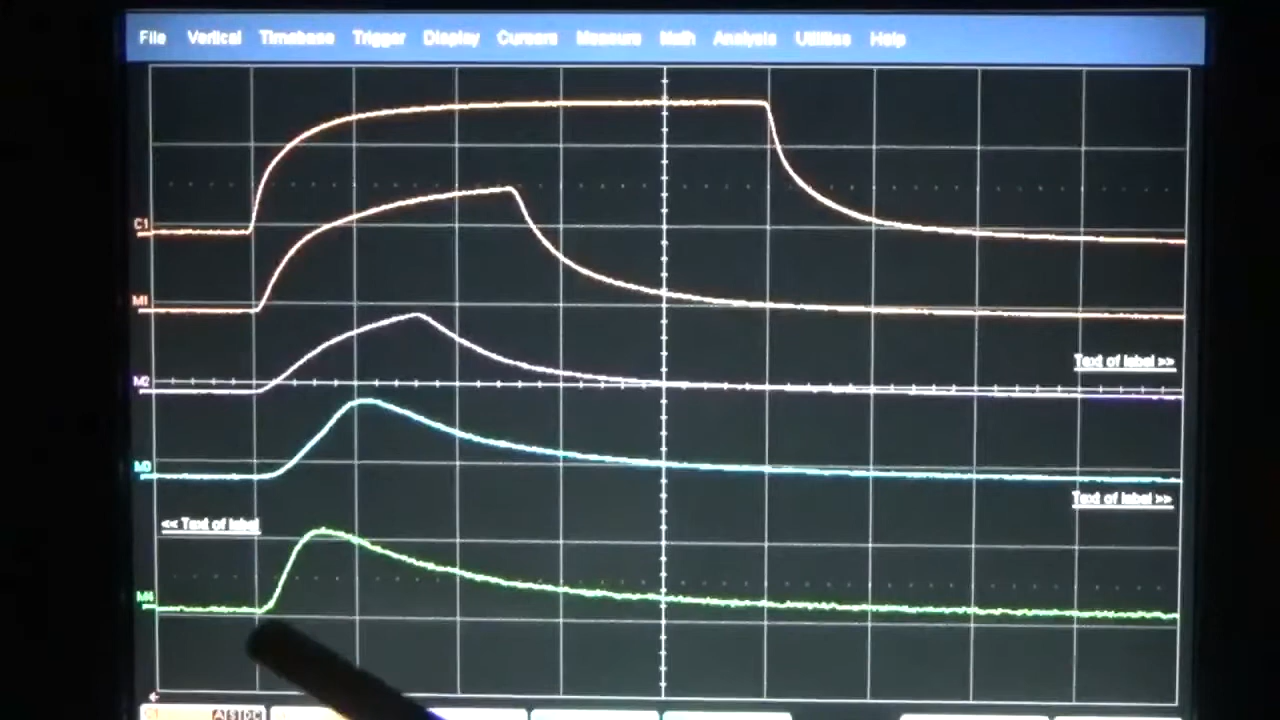 File Vertical Timebase Trigger Display Cursors Measure Math Analysis Utilities Help
C1
M1
Text of label >>
M2
M3
Text of label >>
<< Text of label
M4